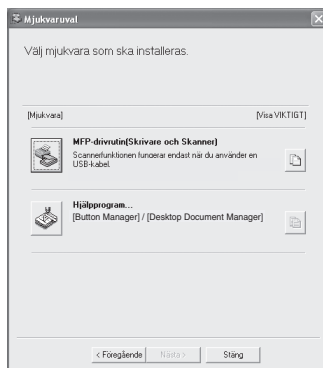 Mjukvaruval
Välj mjukvara som ska installeras.
[Mjukvara] [Visa VIKTIGT]
MFP-drivrutin(Skrivare och Skanner)
Scannerfunktionen fungerar endast när du använder en
USB-kabel.
Hjälpprogram...
[Button Manager] / [Desktop Document Manager]
< Föregående Nästa > Stäng